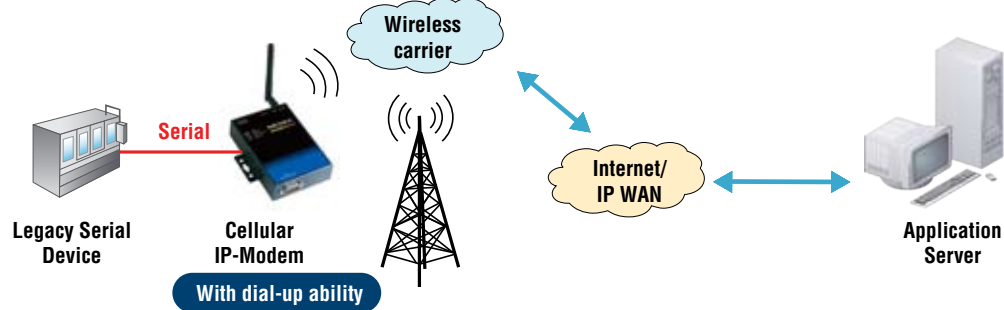 Wireless
carrier
Serial
Internet/
IP WAN
Legacy Serial
Device
Cellular
IP-Modem
Application
Server
With dial-up ability